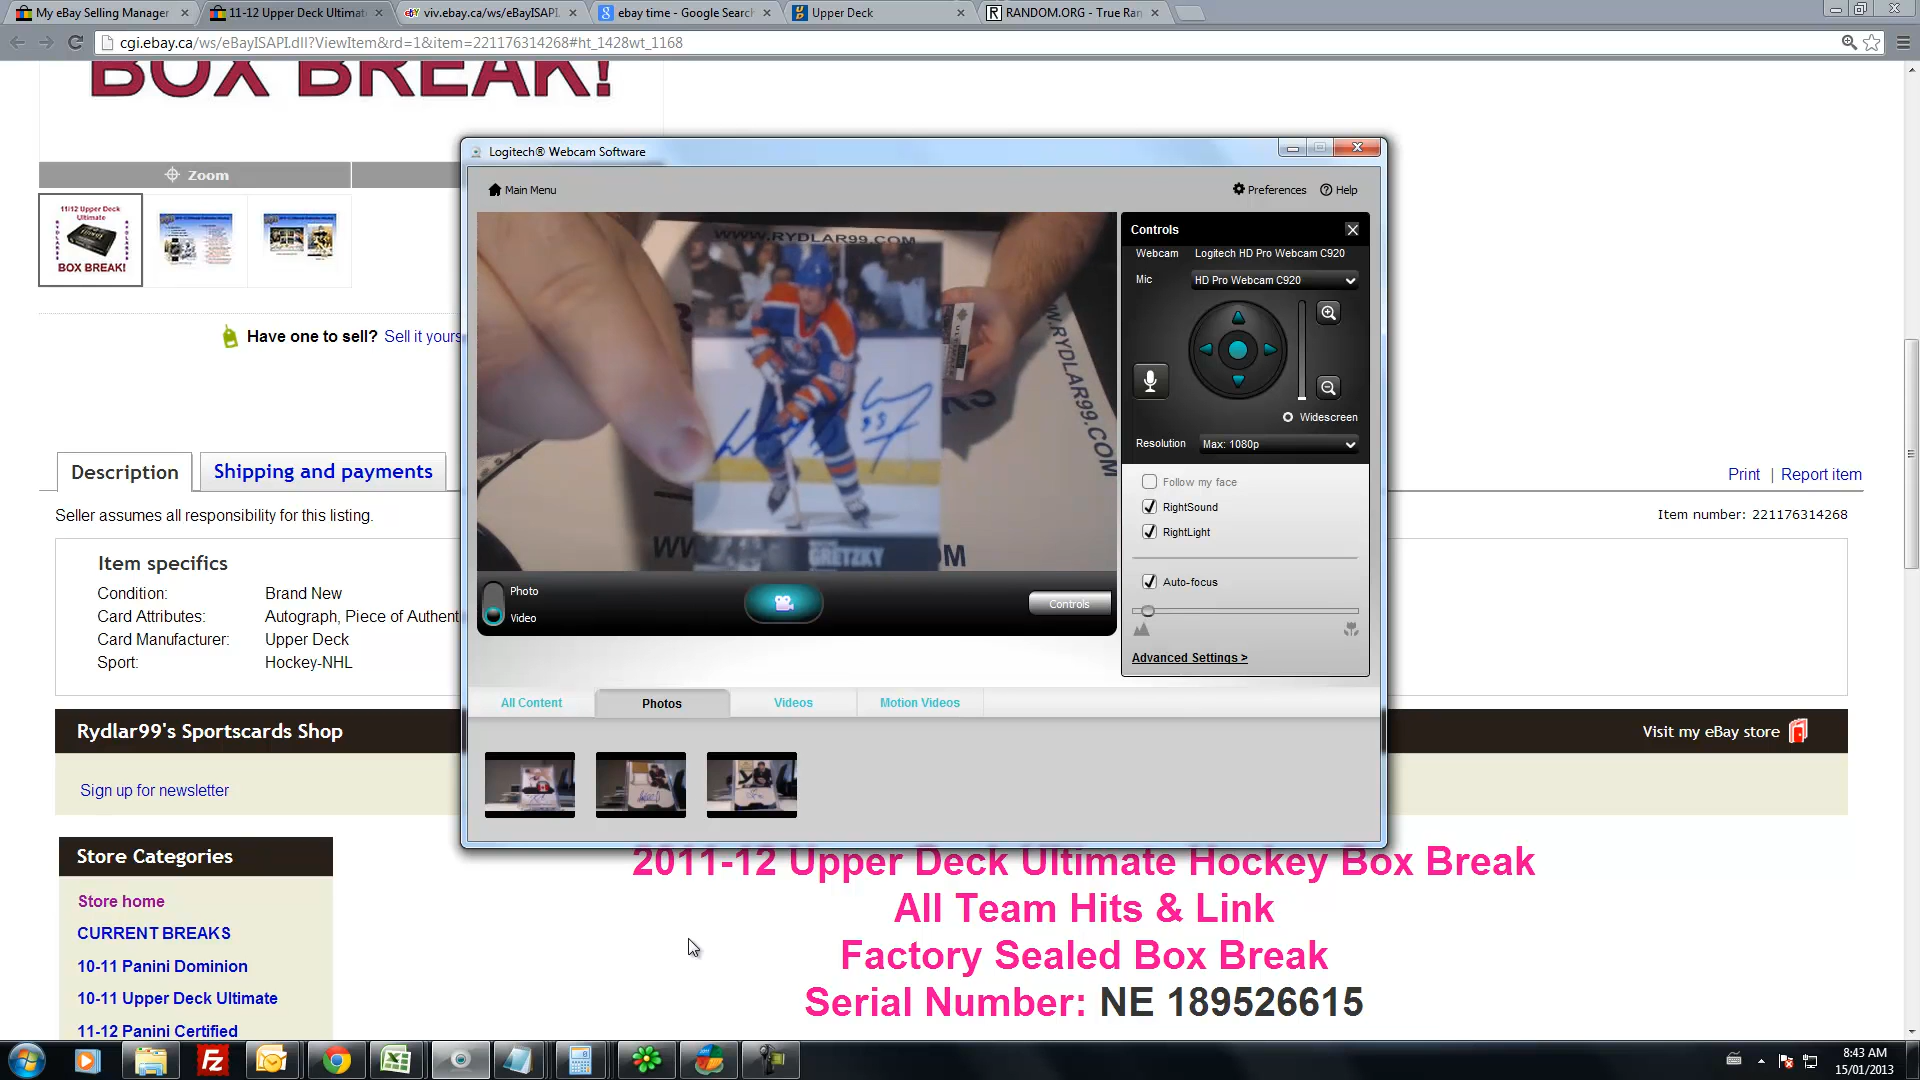 My eBay Selling Manager
11-12 Upper Deck Ultimat
viv.ebay.ca/ws/eBayISAPI.
ebay time - Google Search
Upper Deck
RANDOM.ORG - True Ran
cgi.ebay.ca/ws/eBayISAPI.dll?ViewItem&rd=1&item=221176314268#ht_1428wt_1168
BOX BREAK!
Zoom
11/12 Upper Deck
Ultimate
BOX BREAK!
Have one to sell? Sell it yours
Logitech® Webcam Software
Main Menu
Preferences
Help
WWW.RYDLAR99.COM
WWW.RYDLAR99.COM
GRETZKY
Controls
Webcam Logitech HD Pro Webcam C920
Mic HD Pro Webcam C920
Widescreen
Resolution Max: 1080p
Follow my face
RightSound
RightLight
Auto-focus
Advanced Settings >
Photo
Video
Controls
All Content
Photos
Videos
Motion Videos
Description
Shipping and payments
Print | Report item
Seller assumes all responsibility for this listing.
Item number: 221176314268
Item specifics
Condition: Brand New
Card Attributes: Autograph, Piece of Authent
Card Manufacturer: Upper Deck
Sport: Hockey-NHL
Rydlar99's Sportscards Shop
Visit my eBay store
Sign up for newsletter
Store Categories
Store home
CURRENT BREAKS
10-11 Panini Dominion
10-11 Upper Deck Ultimate
11-12 Panini Certified
2011-12 Upper Deck Ultimate Hockey Box Break
All Team Hits & Link
Factory Sealed Box Break
Serial Number: NE 189526615
8:43 AM
15/01/2013